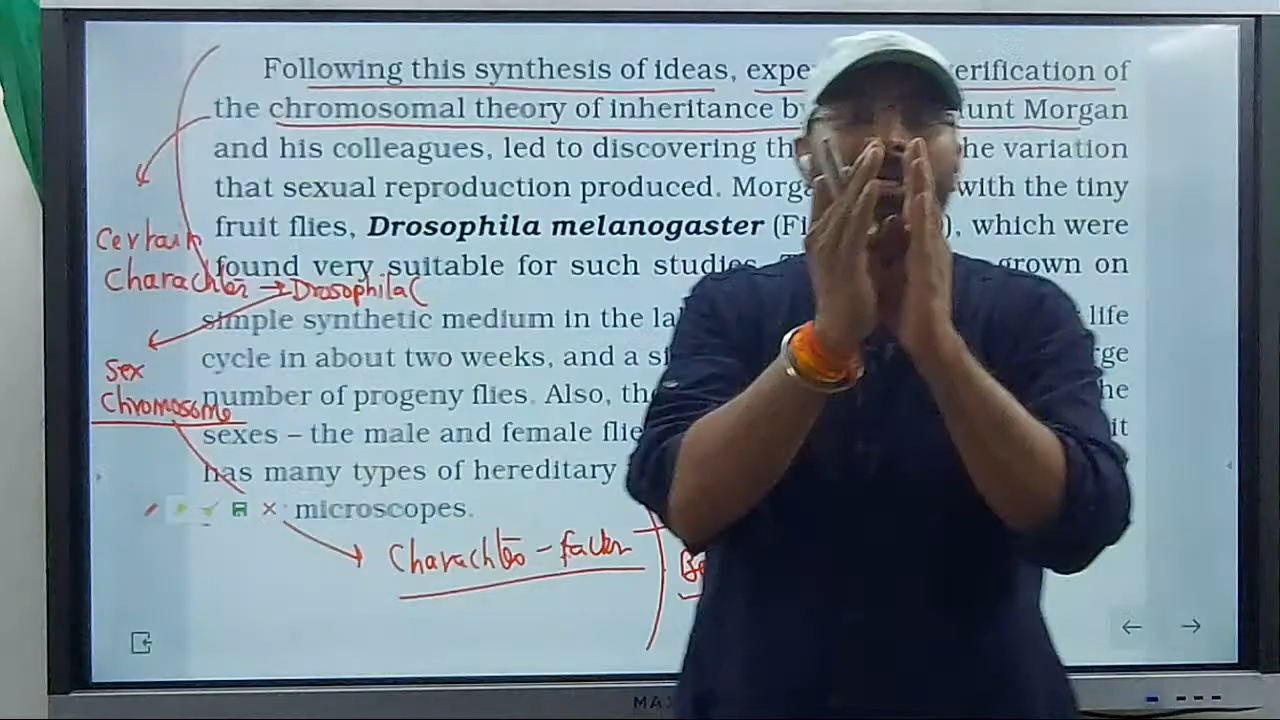 Following this synthesis of ideas, expe erification of
the chromosomal theory of inheritance b unt Morgan
and his colleagues, led to discovering th he variation
that sexual reproduction produced. Morga with the tiny
fruit flies, Drosophila melanogaster (Fi ), which were
found very suitable for such studies. grown on
simple synthetic medium in the la life
cycle in about two weeks, and a si rge
number of progeny flies. Also, the he
sexes – the male and female flie it
has many types of hereditary
microscopes.
Certain
Charachter → Drosophila (
Sex
Chromosome
Charachter - factor
MAX